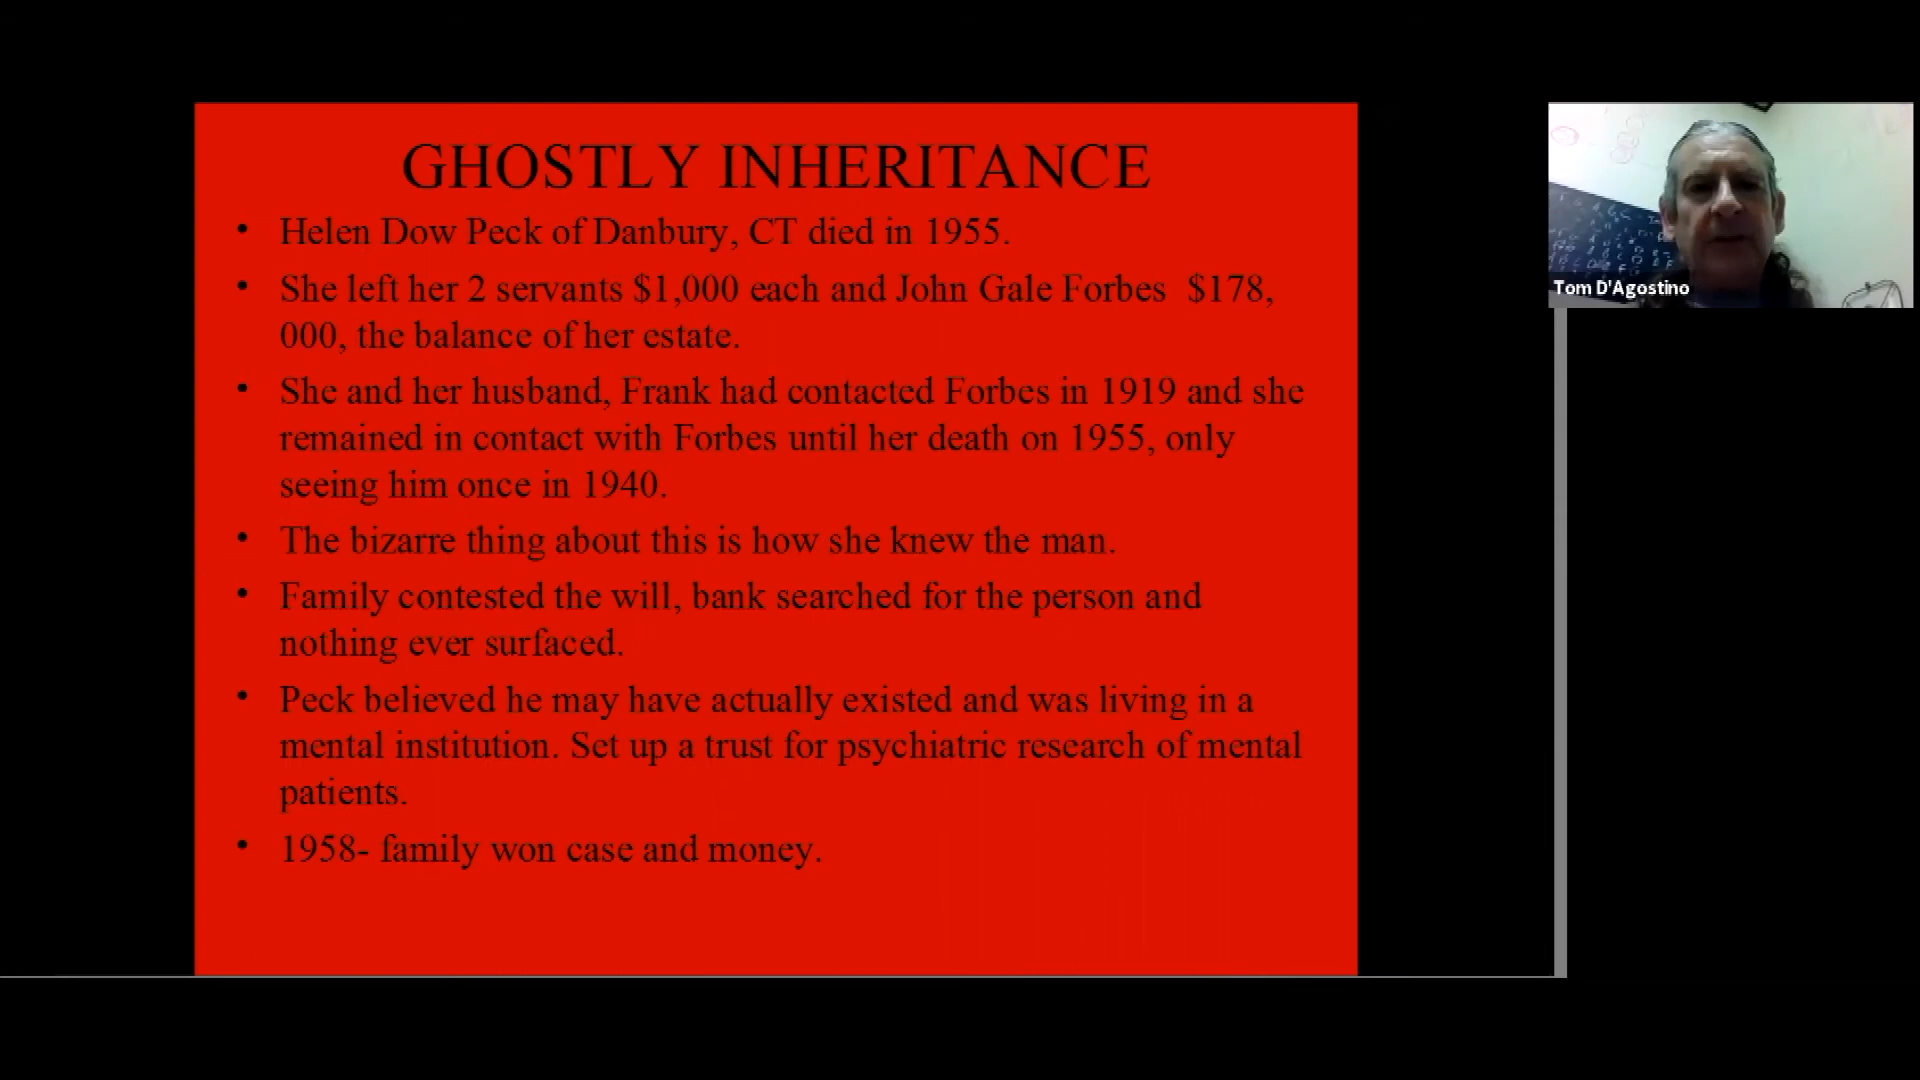 GHOSTLY INHERITANCE
• Helen Dow Peck of Danbury, CT died in 1955.
• She left her 2 servants $1,000 each and John Gale Forbes $178,
000, the balance of her estate.
• She and her husband, Frank had contacted Forbes in 1919 and she
remained in contact with Forbes until her death on 1955, only
seeing him once in 1940.
• The bizarre thing about this is how she knew the man.
• Family contested the will, bank searched for the person and
nothing ever surfaced.
• Peck believed he may have actually existed and was living in a
mental institution. Set up a trust for psychiatric research of mental
patients.
• 1958- family won case and money.
Tom D'Agostino